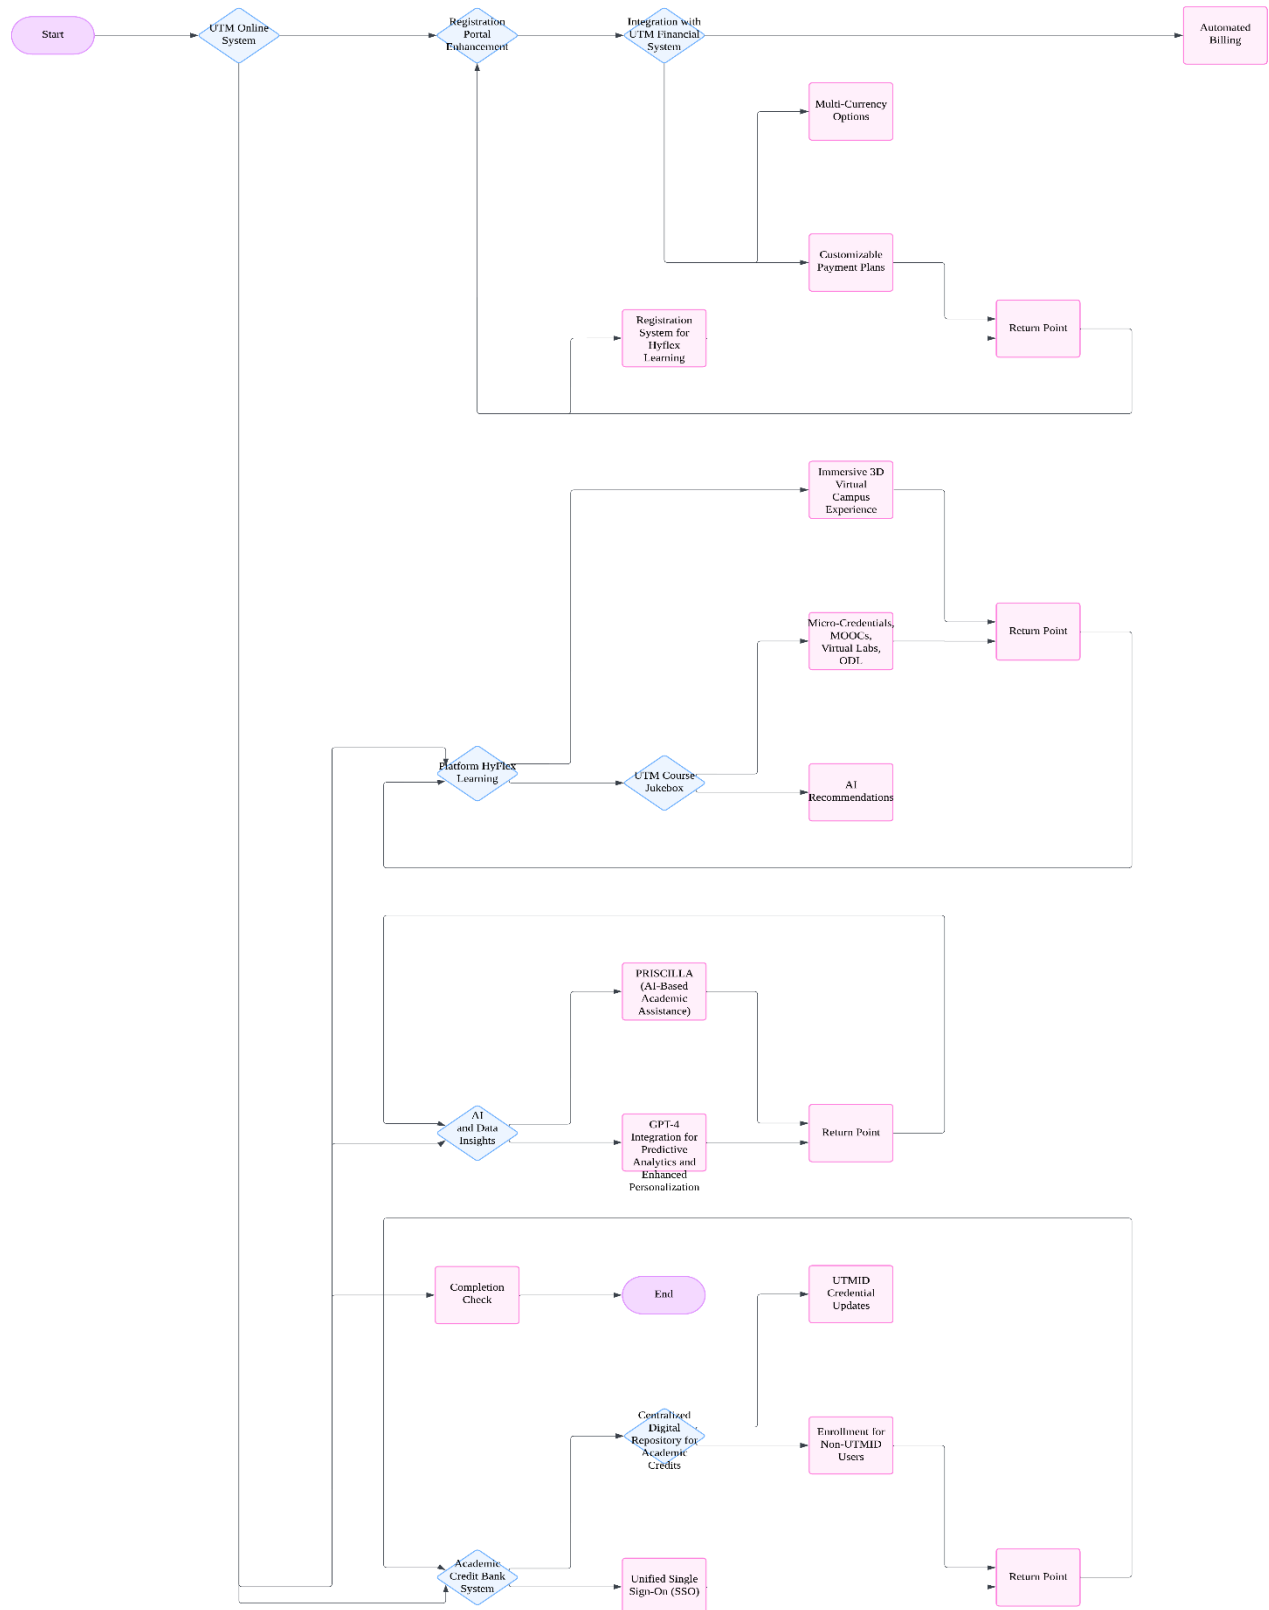 Start
UTM Online
System
Registration
Portal
Enhancement
Integration with
UTM Financial
System
Automated
Billing
Multi-Currency
Options
Customizable
Payment Plans
Registration
System for
Hyflex
Learning
Return Point
Immersive 3D
Virtual
Campus
Experience
Micro-Credentials,
MOOCs,
Virtual Labs,
ODL
Return Point
Platform HyFlex
Learning
UTM Course
Jukebox
AI
Recommendations
PRISCILLA
(AI-Based
Academic
Assistance)
AI
and Data
Insights
GPT-4
Integration for
Predictive
Analytics and
Enhanced
Personalization
Return Point
Completion
Check
End
UTMID
Credential
Updates
Centralized
Digital
Repository for
Academic
Credits
Enrollment for
Non-UTMID
Users
Academic
Credit Bank
System
Unified Single
Sign-On (SSO)
Return Point